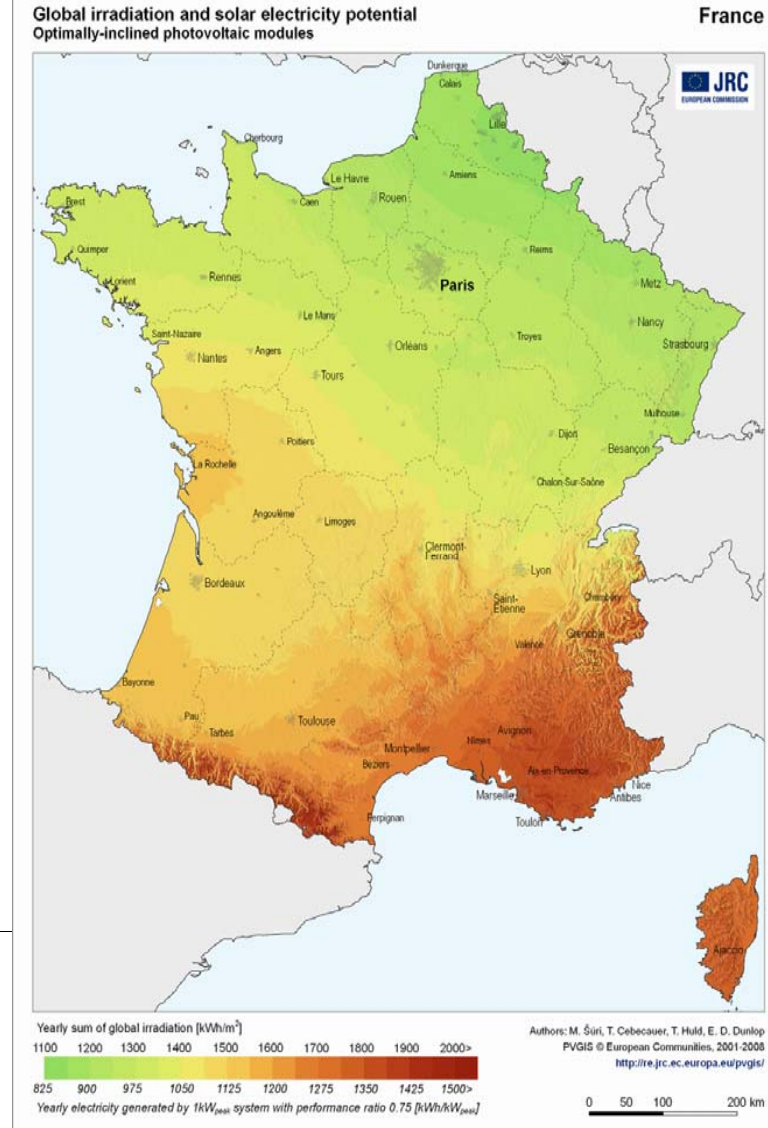 Global irradiation and solar electricity potential
Optimally-inclined photovoltaic modules
France
JRC
EUROPEAN COMMISSION
Dunkerque
Calais
Lille
Cherbourg
Le Havre
Amiens
Rouen
Caen
Brest
Reims
Quimper
Paris
Metz
Rennes
Lorient
Le Mans
Nancy
Saint-Nazaire
Orléans
Troyes
Strasbourg
Nantes
Angers
Tours
Mulhouse
Dijon
Poitiers
Besançon
La Rochelle
Chalon-Sur-Saône
Angoulême
Limoges
Clermont-
Ferrand
Lyon
Bordeaux
Chambéry
Saint-
Etienne
Grenoble
Valence
Bayonne
Pau
Toulouse
Tarbes
Avignon
Nimes
Montpellier
Beziers
Aix-en-Provence
Nice
Marseille
Antibes
Perpignan
Toulon
Ajaccio
Yearly sum of global irradiation [kWh/m²]
1100 1200 1300 1400 1500 1600 1700 1800 1900 2000>
825 900 975 1050 1125 1200 1275 1350 1425 1500>
Yearly electricity generated by 1kWpeak system with performance ratio 0.75 [kWh/kWpeak]
Authors: M. Šúri, T. Cebecauer, T. Huld, E. D. Dunlop
PVGIS © European Communities, 2001-2008
http://re.jrc.ec.europa.eu/pvgis/
0 50 100 200 km